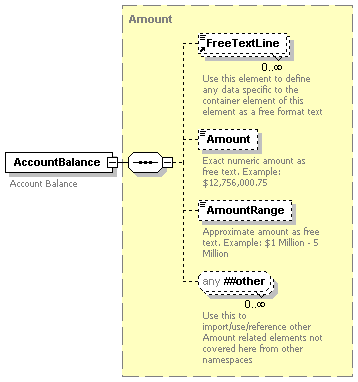 Amount
FreeTextLine
0..∞
Use this element to define
any data specific to the
container element of this
element as a free format text
AccountBalance
Account Balance
Amount
Exact numeric amount as
free text. Example:
$12,756,000.75
AmountRange
Approximate amount as free
text. Example: $1 Million - 5
Million
any ##other
0..∞
Use this to
import/use/reference other
Amount related elements not
covered here from other
namespaces